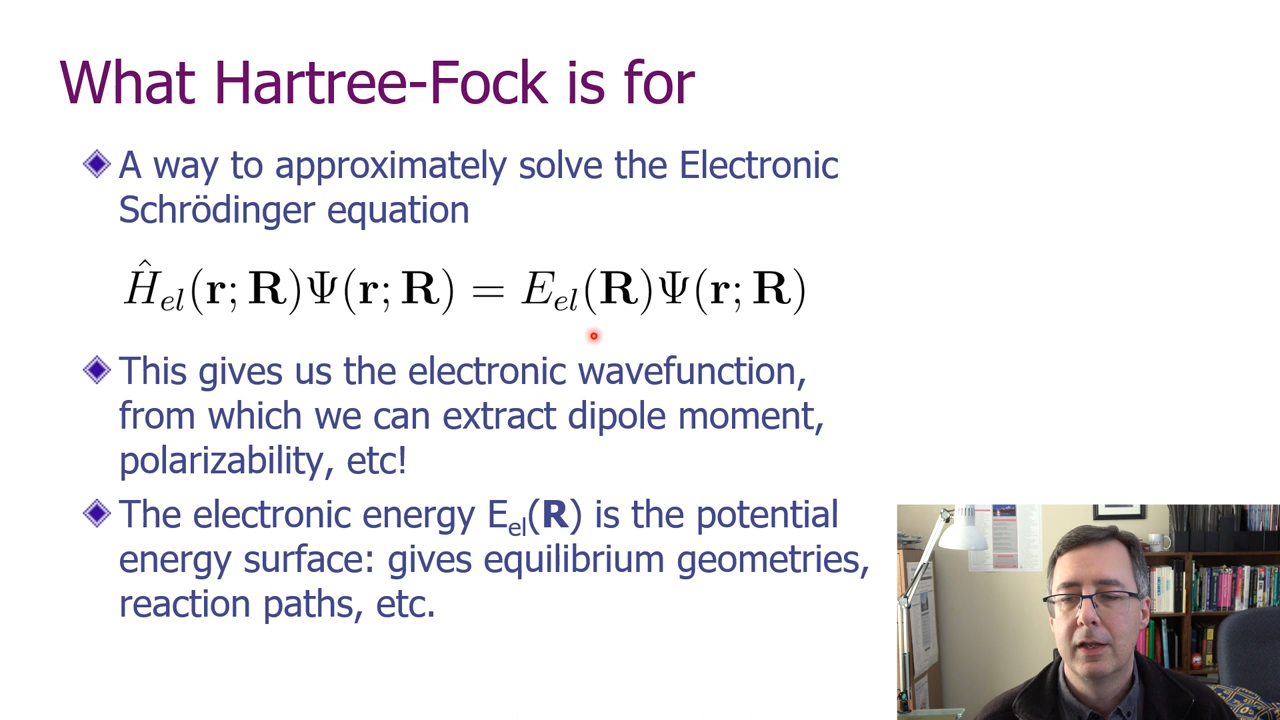 What Hartree-Fock is for
A way to approximately solve the Electronic
Schrödinger equation
Ĥ_el(r; R)Ψ(r; R) = E_el(R)Ψ(r; R)
This gives us the electronic wavefunction,
from which we can extract dipole moment,
polarizability, etc!
The electronic energy E_el(R) is the potential
energy surface: gives equilibrium geometries,
reaction paths, etc.